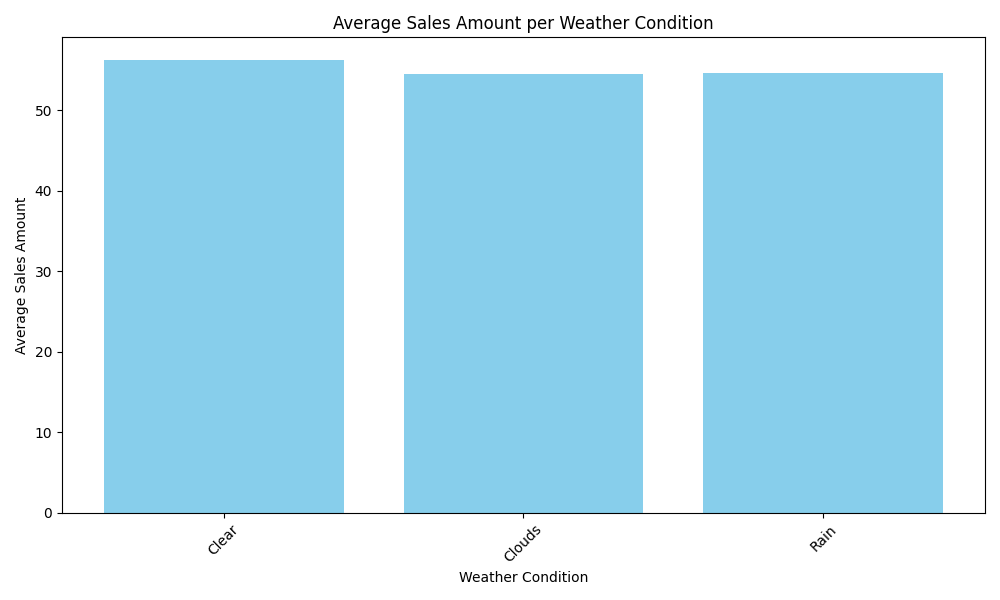 Average Sales Amount per Weather Condition
Average Sales Amount
50
40
30
20
10
0
Clear
Clouds
Rain
Weather Condition